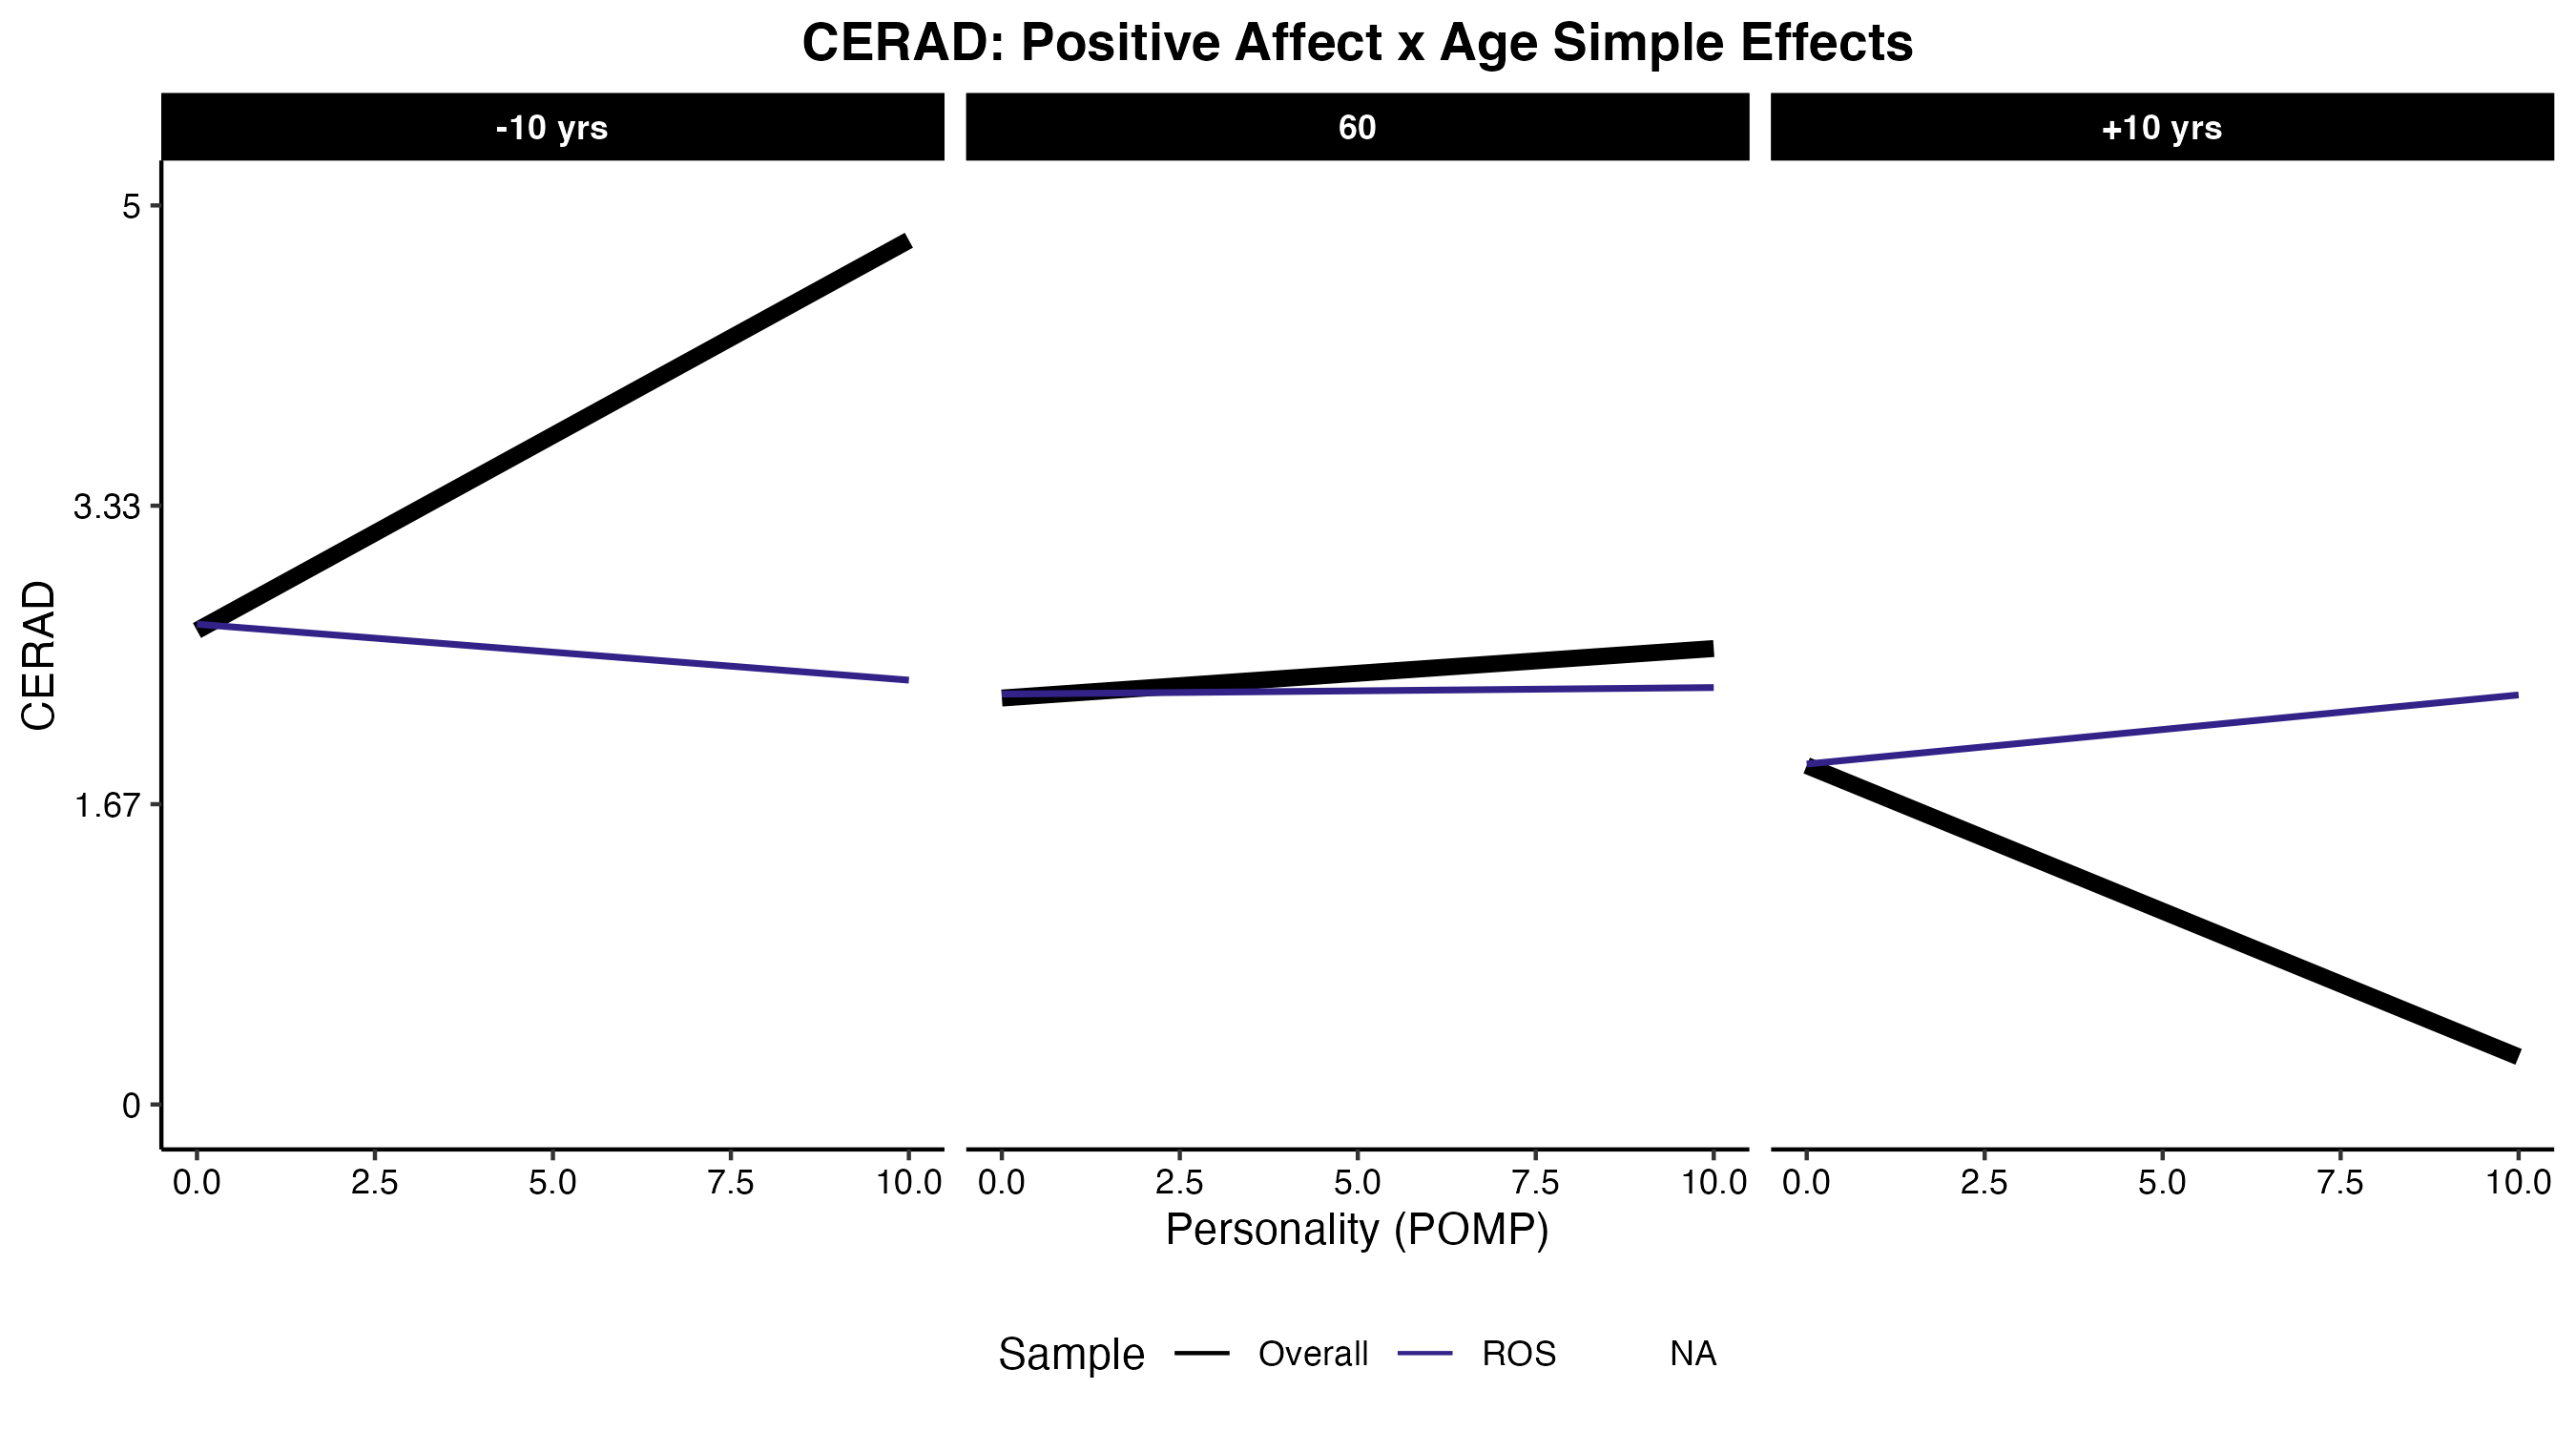 CERAD: Positive Affect x Age Simple Effects
-10 yrs 60 +10 yrs
5
3.33
1.67
0
CERAD
0.0 2.5 5.0 7.5 10.0 0.0 2.5 5.0 7.5 10.0 0.0 2.5 5.0 7.5 10.0
Personality (POMP)
Sample Overall ROS NA